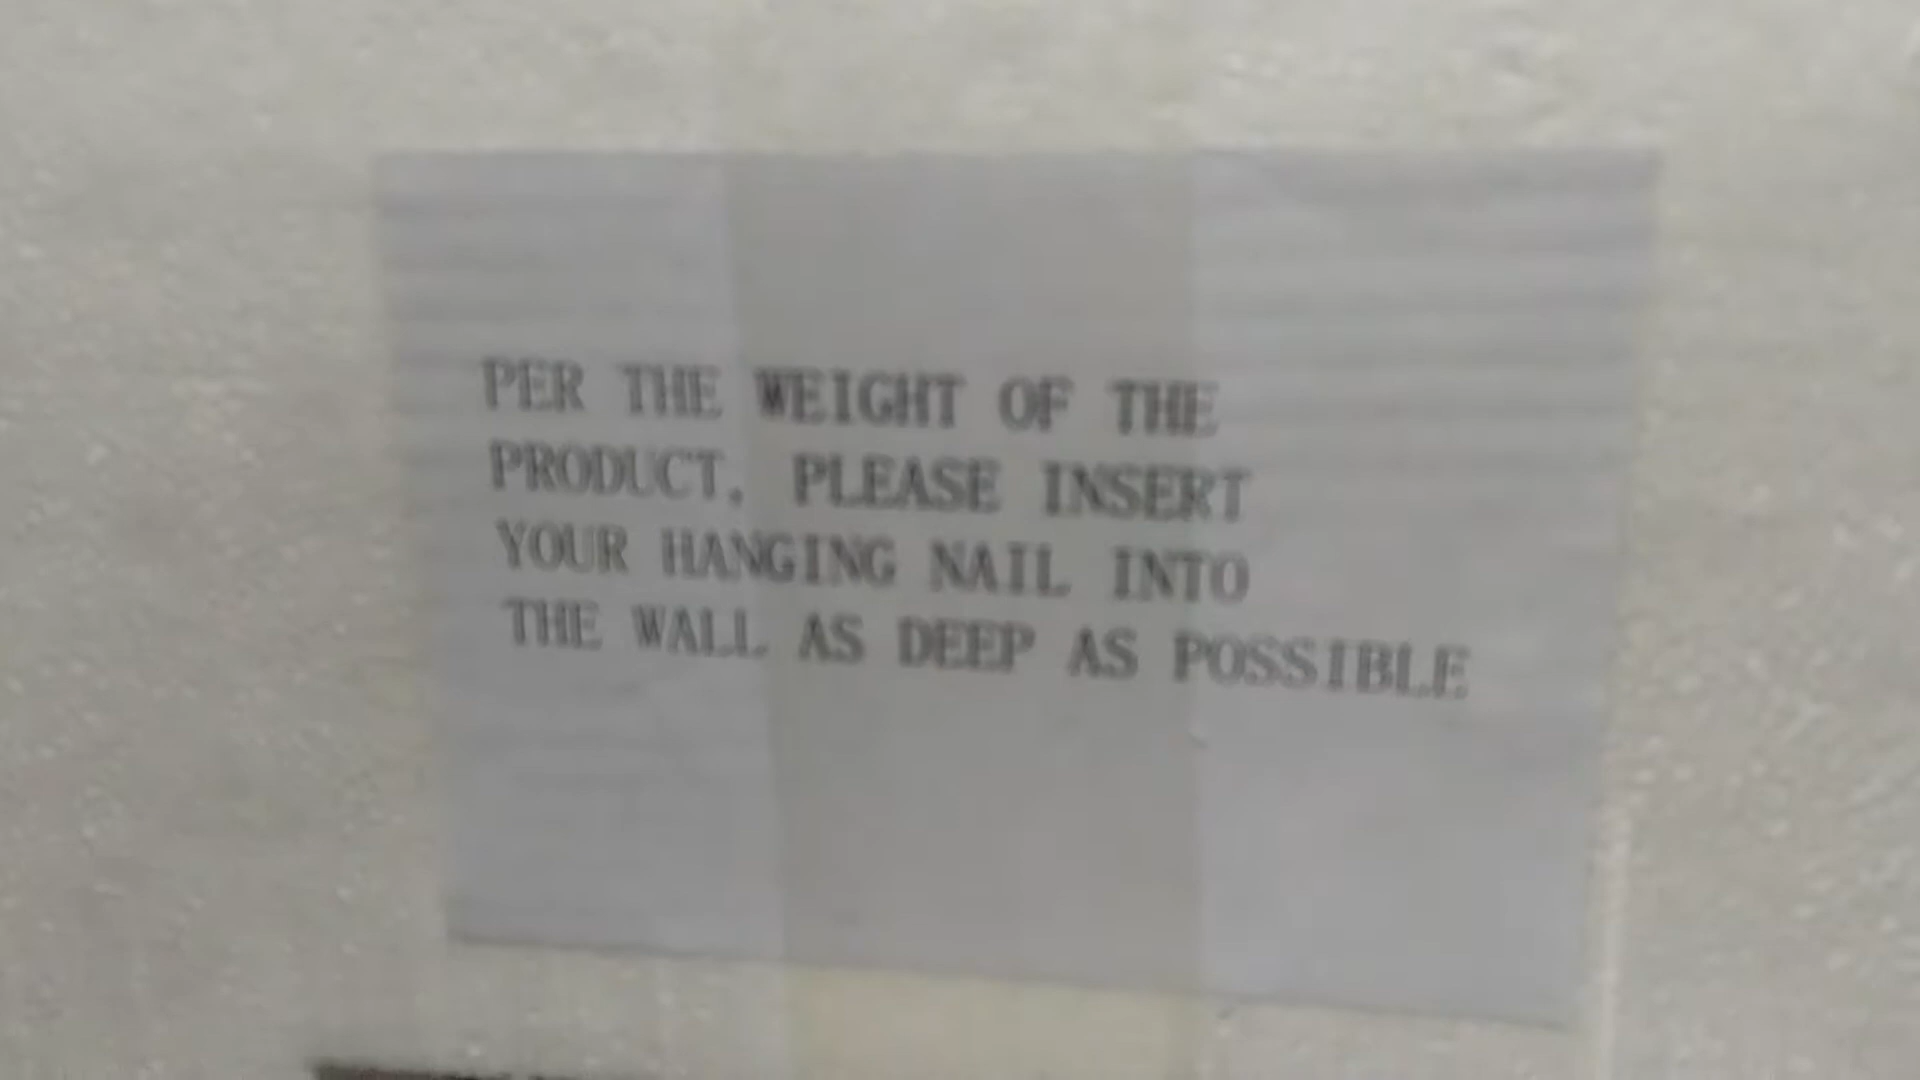 PER THE WEIGHT OF THE
PRODUCT, PLEASE INSERT
YOUR HANGING NAIL INTO
THE WALL AS DEEP AS POSSIBLE